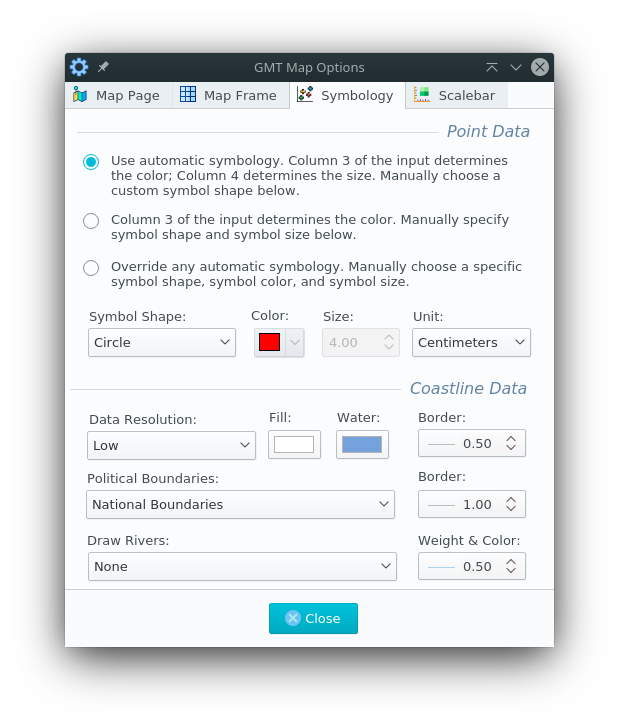 GMT Map Options
Map Page Map Frame Symbology Scalebar
Point Data
Use automatic symbology. Column 3 of the input determines
the color; Column 4 determines the size. Manually choose a
custom symbol shape below.
Column 3 of the input determines the color. Manually specify
symbol shape and symbol size below.
Override any automatic symbology. Manually choose a specific
symbol shape, symbol color, and symbol size.
Symbol Shape: Color: Size: Unit:
Circle 4.00 Centimeters
Coastline Data
Data Resolution: Fill: Water: Border:
Low 0.50
Political Boundaries: Border:
National Boundaries 1.00
Draw Rivers: Weight & Color:
None 0.50
Close